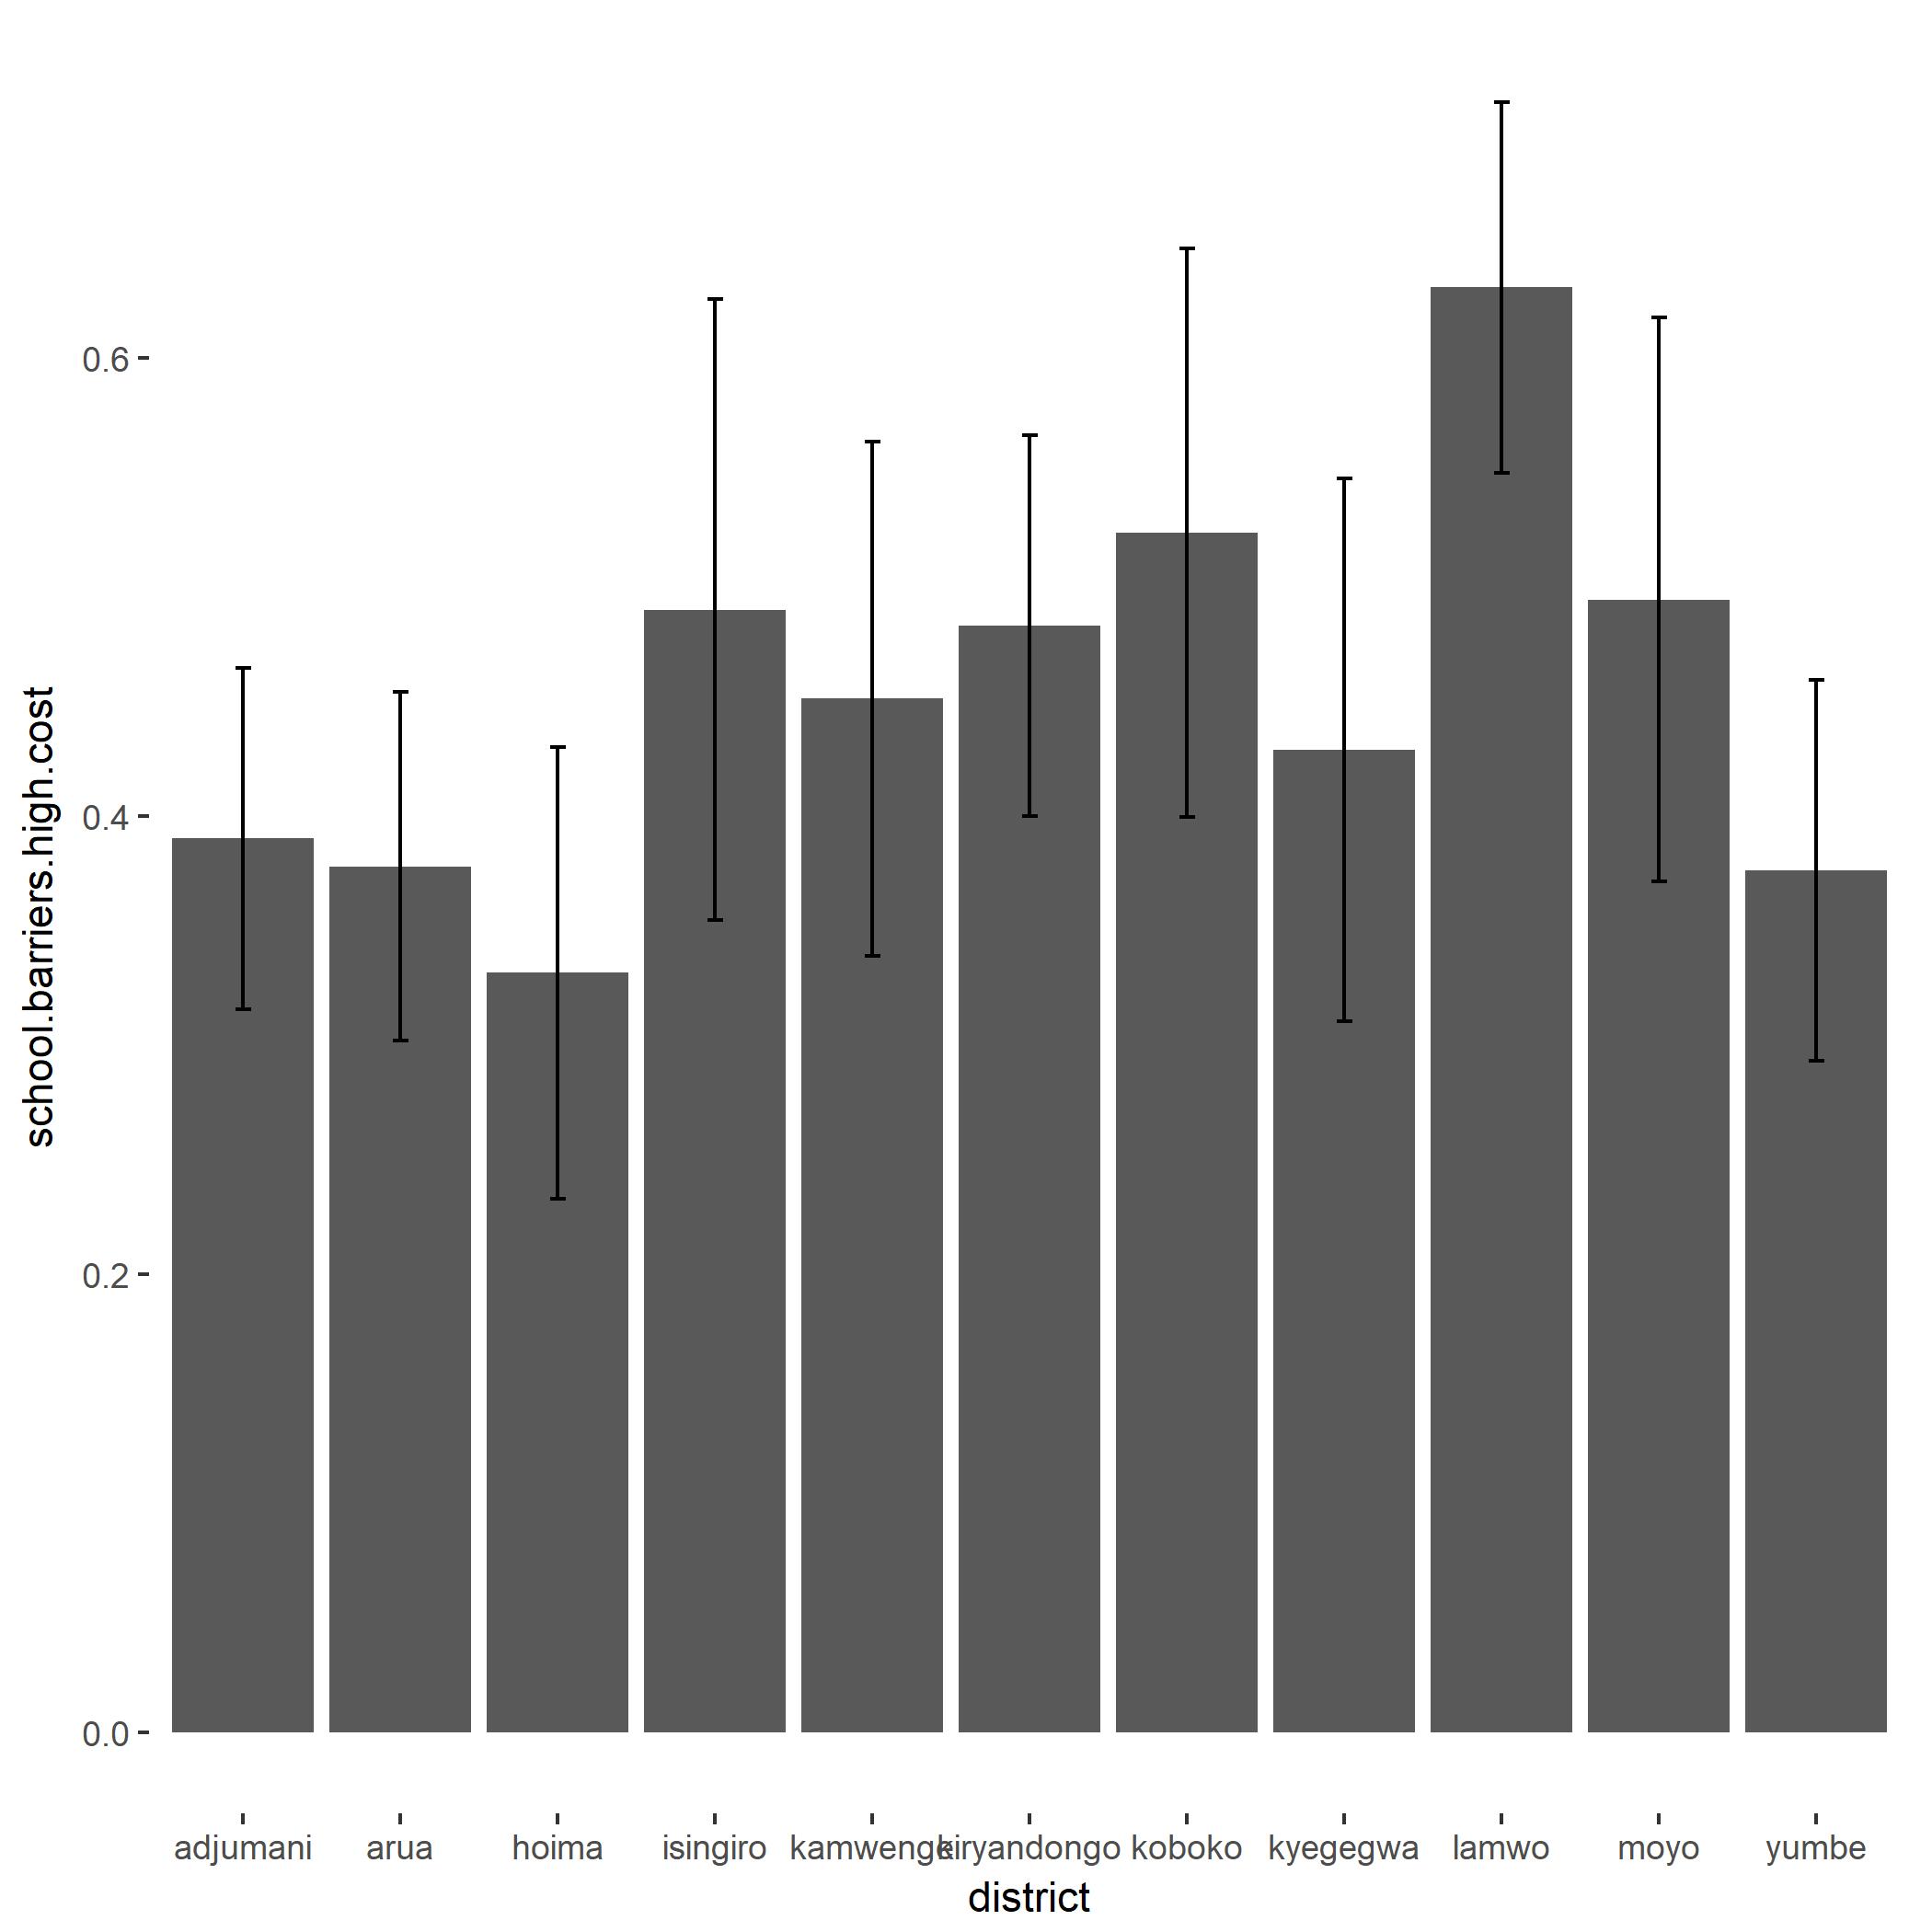 school.barriers.high.cost
0.6
0.4
0.2
0.0
adjumani arua hoima isingiro kamwenge kiryandongo koboko kyegegwa lamwo moyo yumbe
district